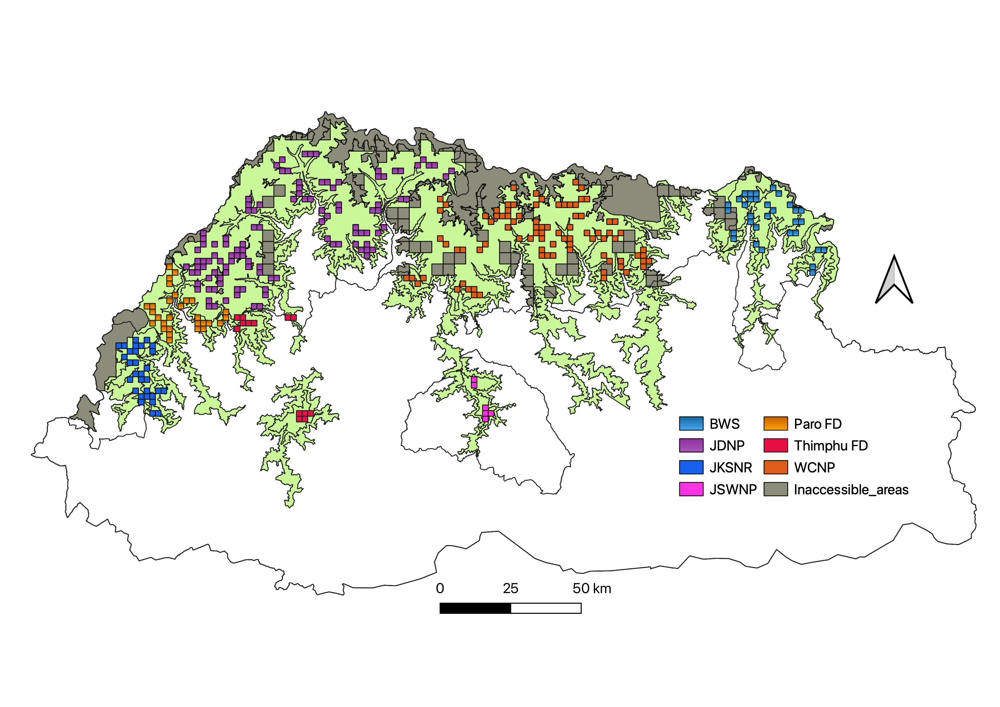 BWS
Paro FD
JDNP
Thimphu FD
JKSNR
WCNP
JSWNP
Inaccessible_areas
0 25 50 km